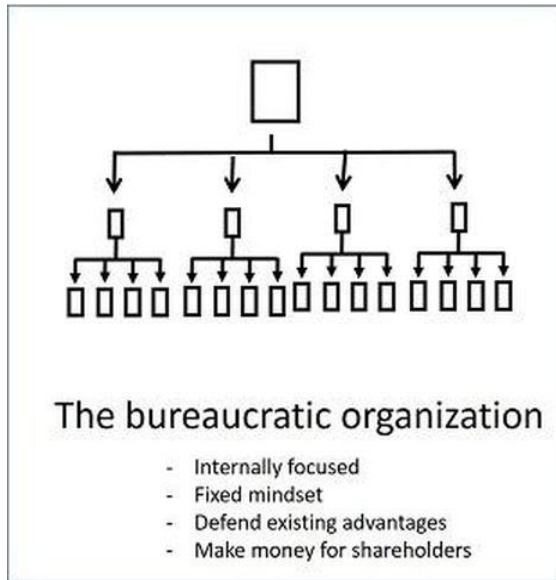 The bureaucratic organization
- Internally focused
- Fixed mindset
- Defend existing advantages
- Make money for shareholders